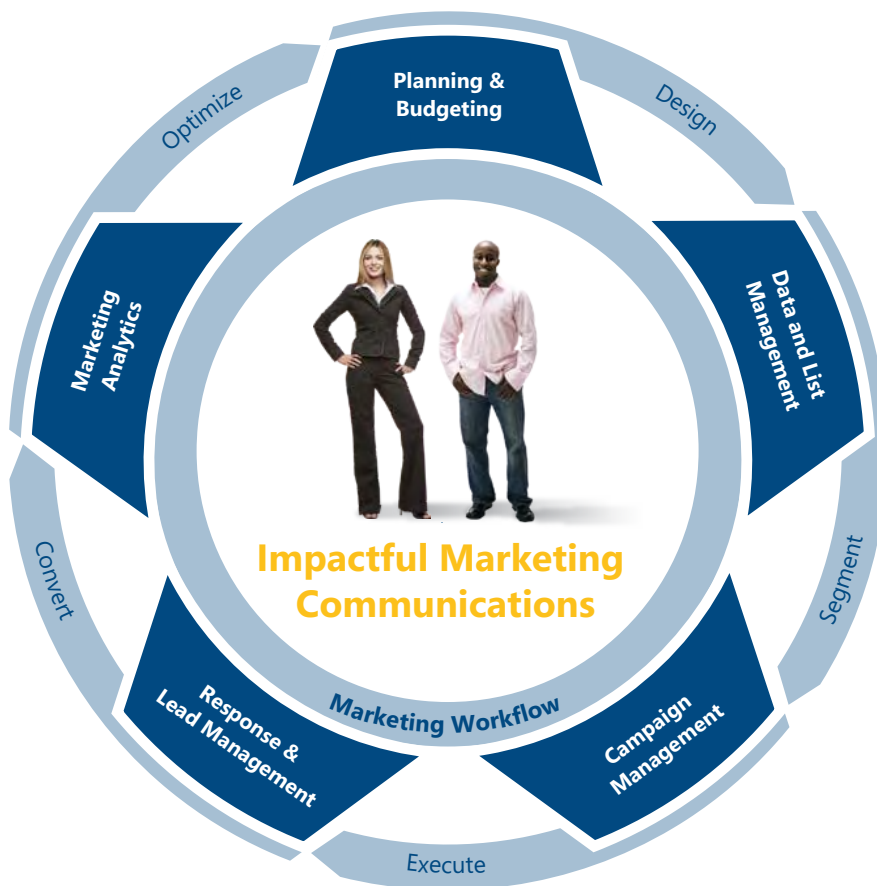 Planning &
Budgeting
Design
Data and List
Management
Segment
Campaign
Management
Execute
Response &
Lead Management
Convert
Marketing
Analytics
Optimize
Impactful Marketing
Communications
Marketing Workflow